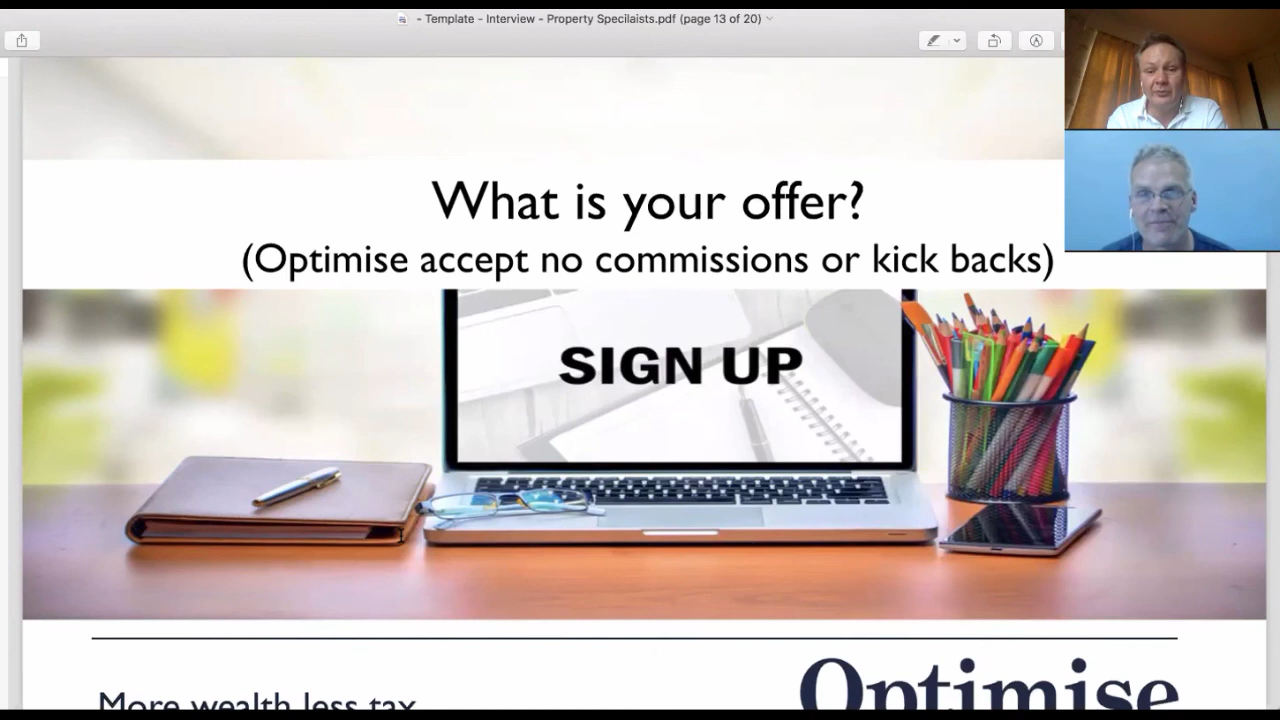 - Template - Interview - Property Specilaists.pdf (page 13 of 20)
What is your offer?
(Optimise accept no commissions or kick backs)
SIGN UP
More wealth less tax
Optimise